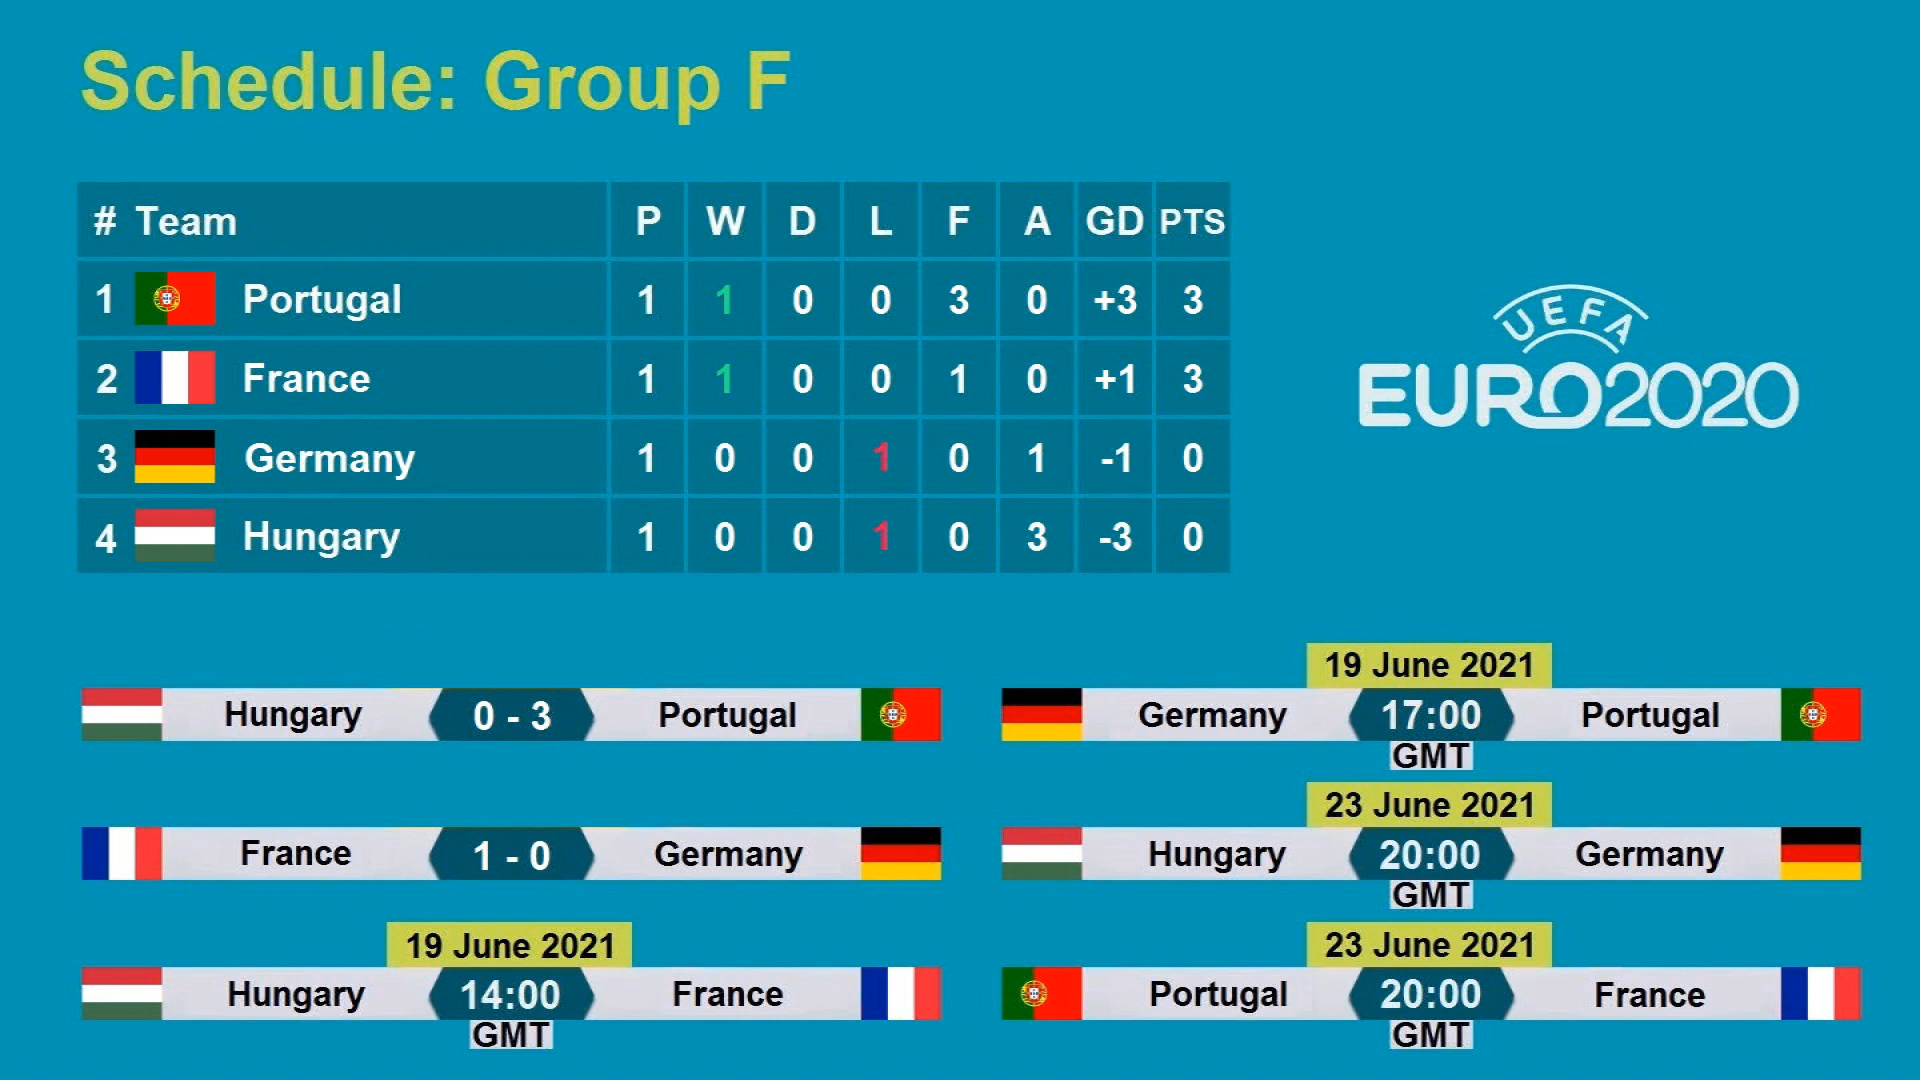 Schedule: Group F
# Team P W D L F A GD PTS
1 Portugal 1 1 0 0 3 0 +3 3
2 France 1 1 0 0 1 0 +1 3
3 Germany 1 0 0 1 0 1 -1 0
4 Hungary 1 0 0 1 0 3 -3 0
UEFA
EURO2020
Hungary 0 - 3 Portugal
France 1 - 0 Germany
19 June 2021
Hungary 14:00 France
GMT
19 June 2021
Germany 17:00 Portugal
GMT
23 June 2021
Hungary 20:00 Germany
GMT
23 June 2021
Portugal 20:00 France
GMT